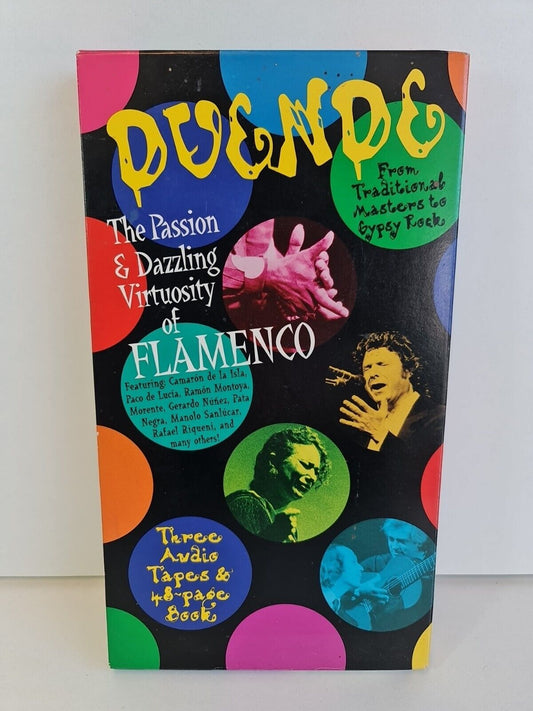 DUENDE
From
Traditional
Masters to
Gypsy Rock
The Passion
& Dazzling
Virtuosity
of
FLAMENCO
Featuring: Camarón de la Isla,
Paco de Lucía, Ramón Montoya,
Morente, Gerardo Núñez, Pata
Negra, Manolo Sanlúcar,
Rafael Riqueni, and
many others!
Three
Audio
Tapes &
48-page
Book